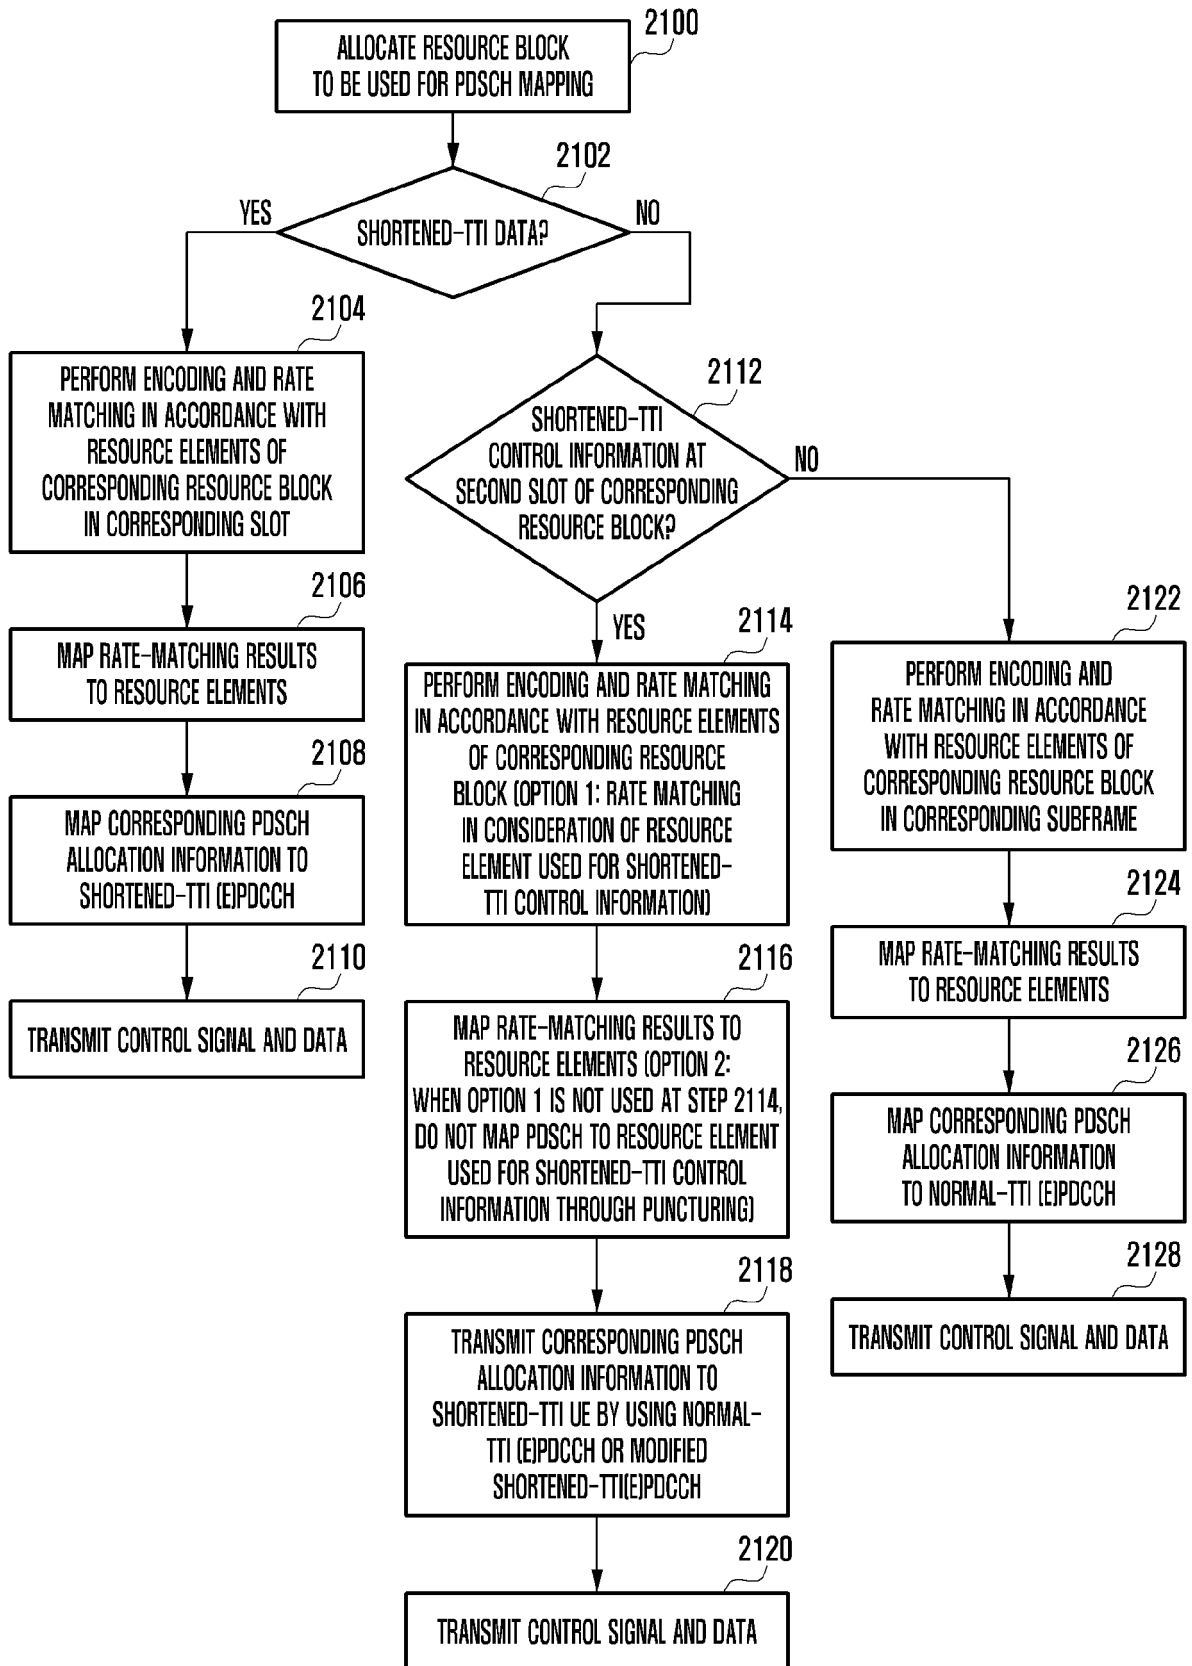 2100
ALLOCATE RESOURCE BLOCK
TO BE USED FOR PDSCH MAPPING
2102
YES
NO
SHORTENED-TTI DATA?
2104
PERFORM ENCODING AND RATE
MATCHING IN ACCORDANCE WITH
RESOURCE ELEMENTS OF
CORRESPONDING RESOURCE BLOCK
IN CORRESPONDING SLOT
2106
MAP RATE-MATCHING RESULTS
TO RESOURCE ELEMENTS
2108
MAP CORRESPONDING PDSCH
ALLOCATION INFORMATION TO
SHORTENED-TTI (E)PDCCH
2110
TRANSMIT CONTROL SIGNAL AND DATA
2112
SHORTENED-TTI
CONTROL INFORMATION AT
SECOND SLOT OF CORRESPONDING
RESOURCE BLOCK?
NO
YES
2114
PERFORM ENCODING AND RATE MATCHING
IN ACCORDANCE WITH RESOURCE ELEMENTS
OF CORRESPONDING RESOURCE
BLOCK (OPTION 1: RATE MATCHING
IN CONSIDERATION OF RESOURCE
ELEMENT USED FOR SHORTENED-
TTI CONTROL INFORMATION)
2116
MAP RATE-MATCHING RESULTS TO
RESOURCE ELEMENTS (OPTION 2:
WHEN OPTION 1 IS NOT USED AT STEP 2114,
DO NOT MAP PDSCH TO RESOURCE ELEMENT
USED FOR SHORTENED-TTI CONTROL
INFORMATION THROUGH PUNCTURING)
2118
TRANSMIT CORRESPONDING PDSCH
ALLOCATION INFORMATION TO
SHORTENED-TTI UE BY USING NORMAL-
TTI (E)PDCCH OR MODIFIED
SHORTENED-TTI(E)PDCCH
2120
TRANSMIT CONTROL SIGNAL AND DATA
2122
PERFORM ENCODING AND
RATE MATCHING IN ACCORDANCE
WITH RESOURCE ELEMENTS OF
CORRESPONDING RESOURCE BLOCK
IN CORRESPONDING SUBFRAME
2124
MAP RATE-MATCHING RESULTS
TO RESOURCE ELEMENTS
2126
MAP CORRESPONDING PDSCH
ALLOCATION INFORMATION
TO NORMAL-TTI (E)PDCCH
2128
TRANSMIT CONTROL SIGNAL AND DATA